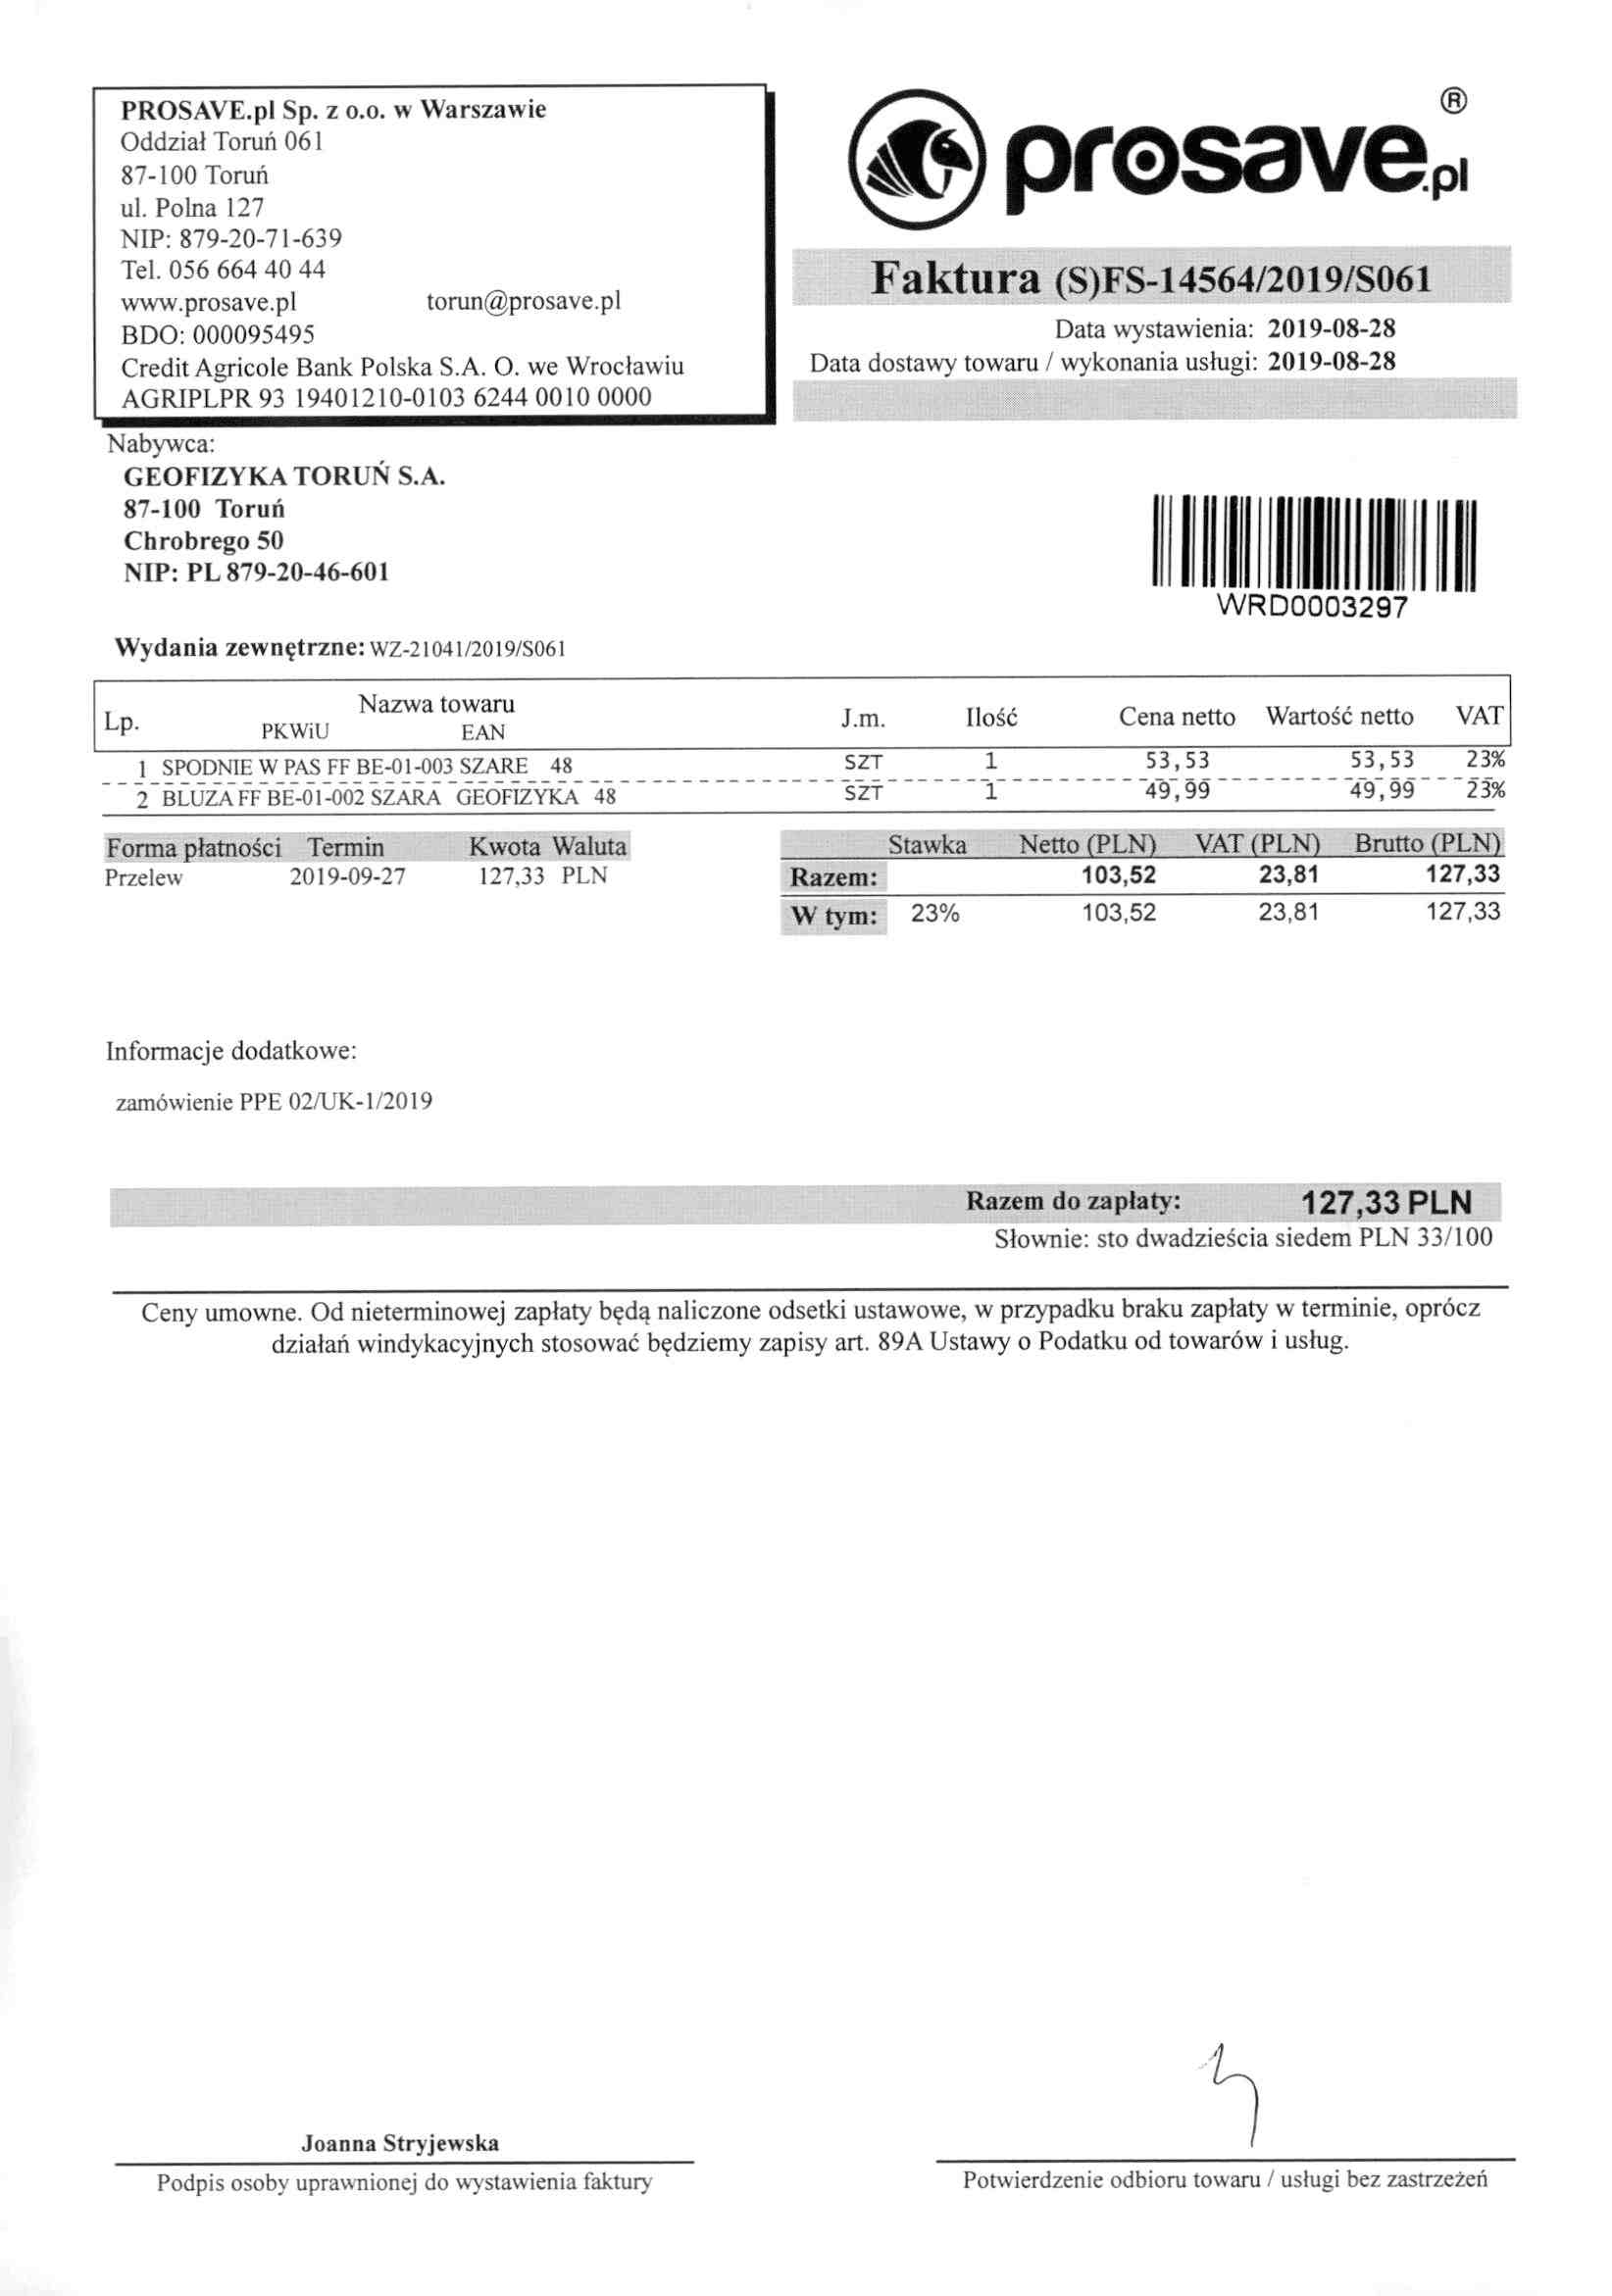 PROSAVE.pl Sp. z o.o. w Warszawie
Oddział Toruń 061
87-100 Toruń
ul. Polna 127
NIP: 879-20-71-639
Tel. 056 664 40 44
www.prosave.pl torun@prosave.pl
BDO: 000095495
Credit Agricole Bank Polska S.A. O. we Wrocławiu
AGRIPLPR 93 19401210-0103 6244 0010 0000
®
prosave.pl
Faktura (S)FS-14564/2019/S061
Data wystawienia: 2019-08-28
Data dostawy towaru / wykonania usługi: 2019-08-28
Nabywca:
GEOFIZYKA TORUŃ S.A.
87-100 Toruń
Chrobrego 50
NIP: PL 879-20-46-601
WRD0003297
Wydania zewnętrzne: WZ-21041/2019/S061
Lp. Nazwa towaru J.m. Ilość Cena netto Wartość netto VAT
PKWiU EAN
1 SPODNIE W PAS FF BE-01-003 SZARE 48 SZT 1 53,53 53,53 23%
2 BLUZA FF BE-01-002 SZARA GEOFIZYKA 48 SZT 1 49,99 49,99 23%
Forma płatności Termin Kwota Waluta
Przelew 2019-09-27 127,33 PLN
Stawka Netto (PLN) VAT (PLN) Brutto (PLN)
Razem: 103,52 23,81 127,33
W tym: 23% 103,52 23,81 127,33
Informacje dodatkowe:
zamówienie PPE 02/UK-1/2019
Razem do zapłaty: 127,33 PLN
Słownie: sto dwadzieścia siedem PLN 33/100
Ceny umowne. Od nieterminowej zapłaty będą naliczone odsetki ustawowe, w przypadku braku zapłaty w terminie, oprócz
działań windykacyjnych stosować będziemy zapisy art. 89A Ustawy o Podatku od towarów i usług.
Joanna Stryjewska
Podpis osoby uprawnionej do wystawienia faktury
Potwierdzenie odbioru towaru / usługi bez zastrzeżeń